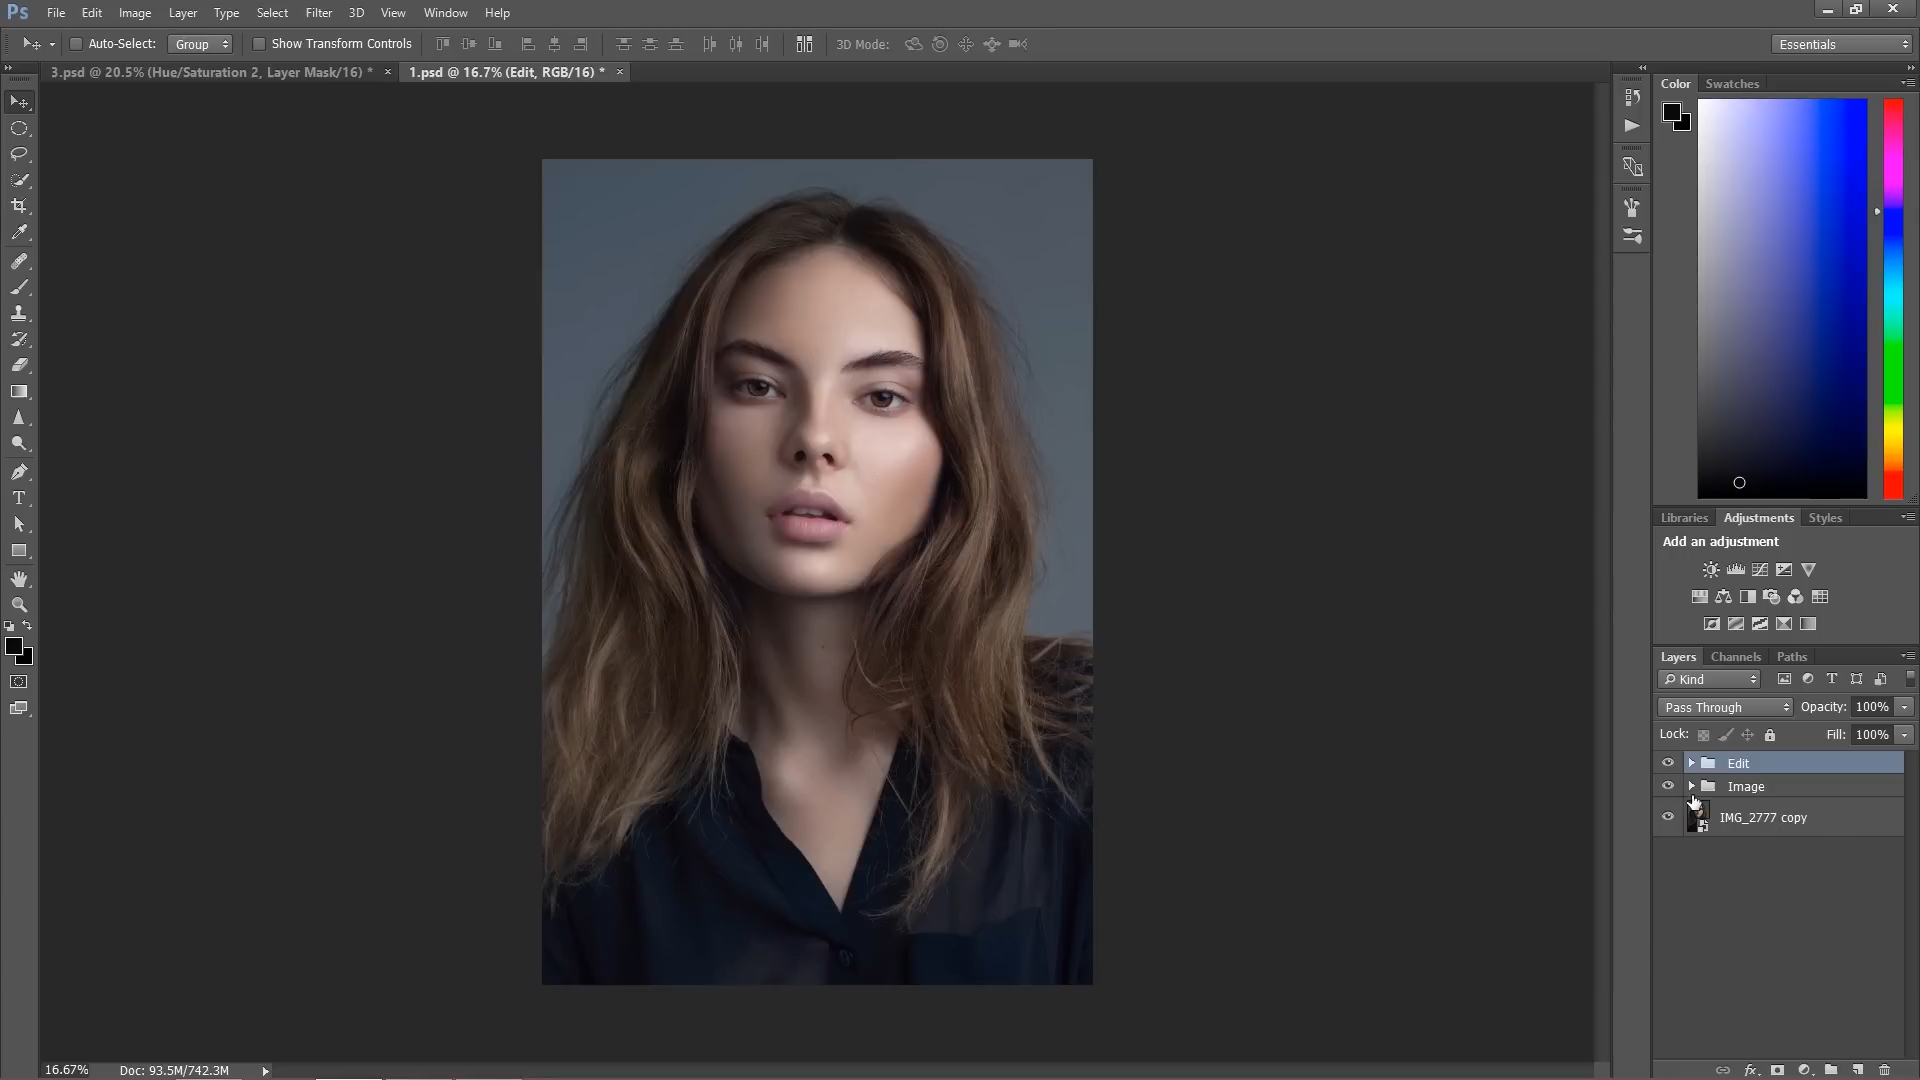 Ps File Edit Image Layer Type Select Filter 3D View Window Help
Auto-Select: Group Show Transform Controls 3D Mode: Essentials
3.psd @ 20.5% (Hue/Saturation 2, Layer Mask/16) * × 1.psd @ 16.7% (Edit, RGB/16) * ×
Color Swatches
Libraries Adjustments Styles
Add an adjustment
Layers Channels Paths
Kind
Pass Through Opacity: 100%
Lock: Fill: 100%
Edit
Image
IMG_2777 copy
16.67% Doc: 93.5M/742.3M